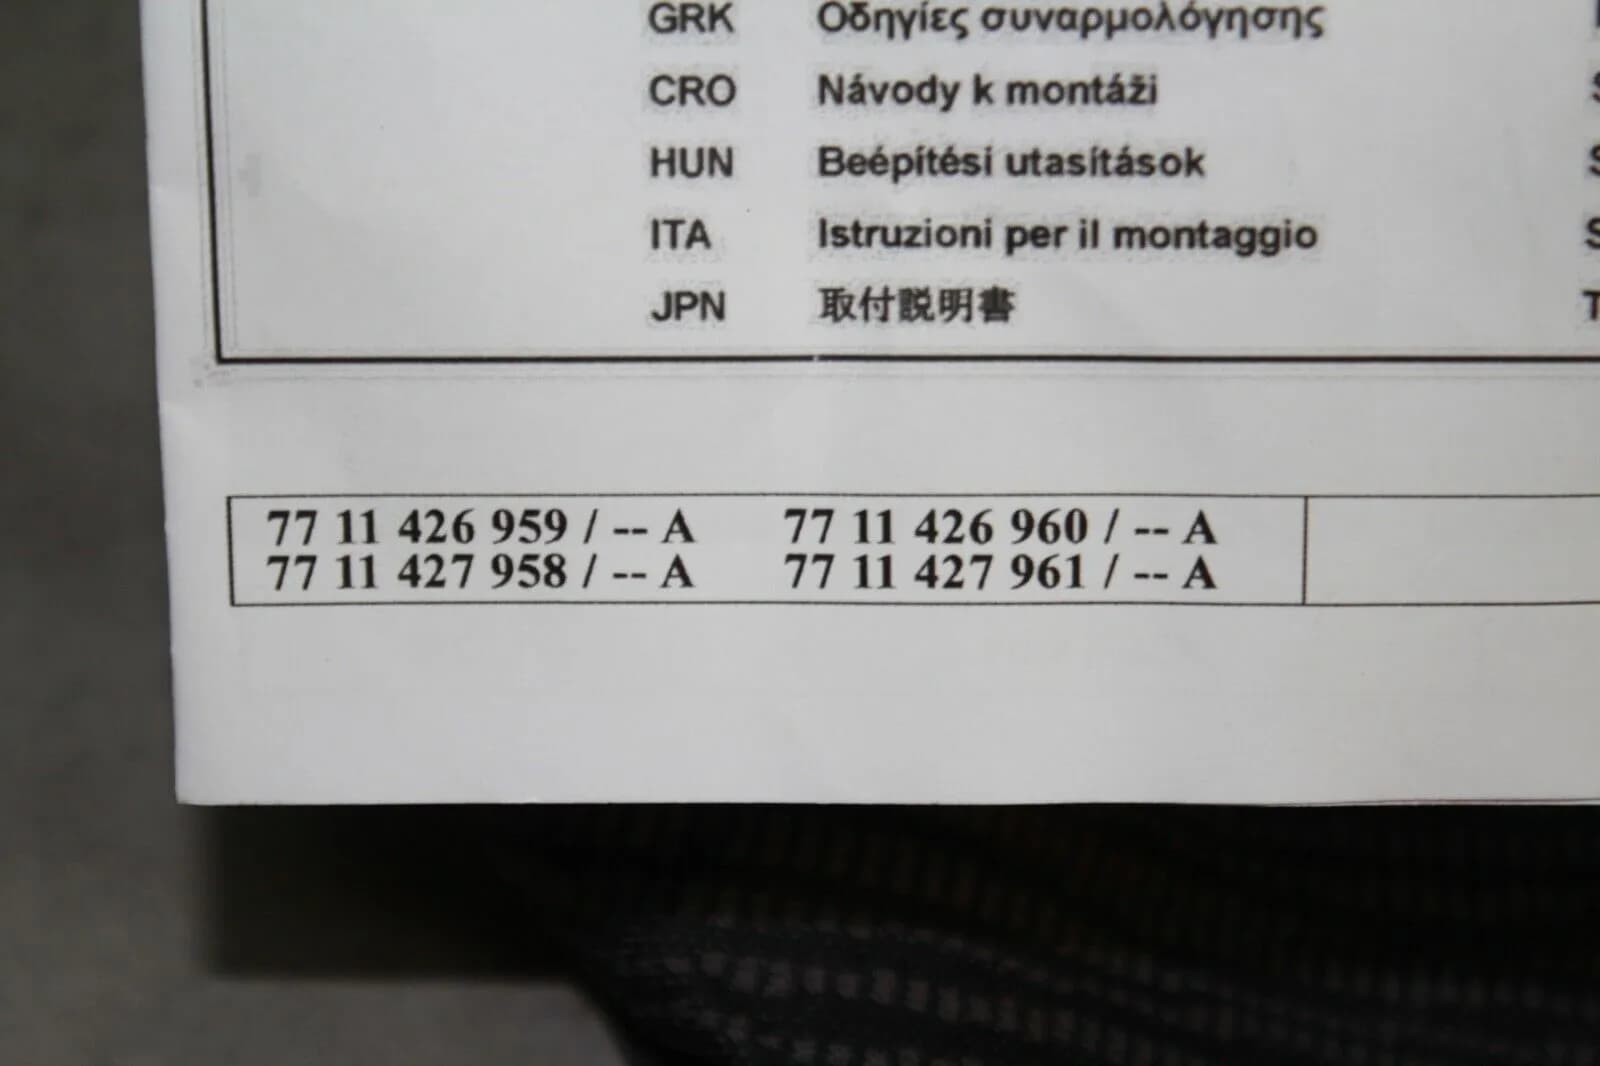 GRK Οδηγίες συναρμολόγησης
CRO Návody k montáži
HUN Beépítési utasítások
ITA Istruzioni per il montaggio
JPN 取付説明書
77 11 426 959 / -- A 77 11 426 960 / -- A
77 11 427 958 / -- A 77 11 427 961 / -- A